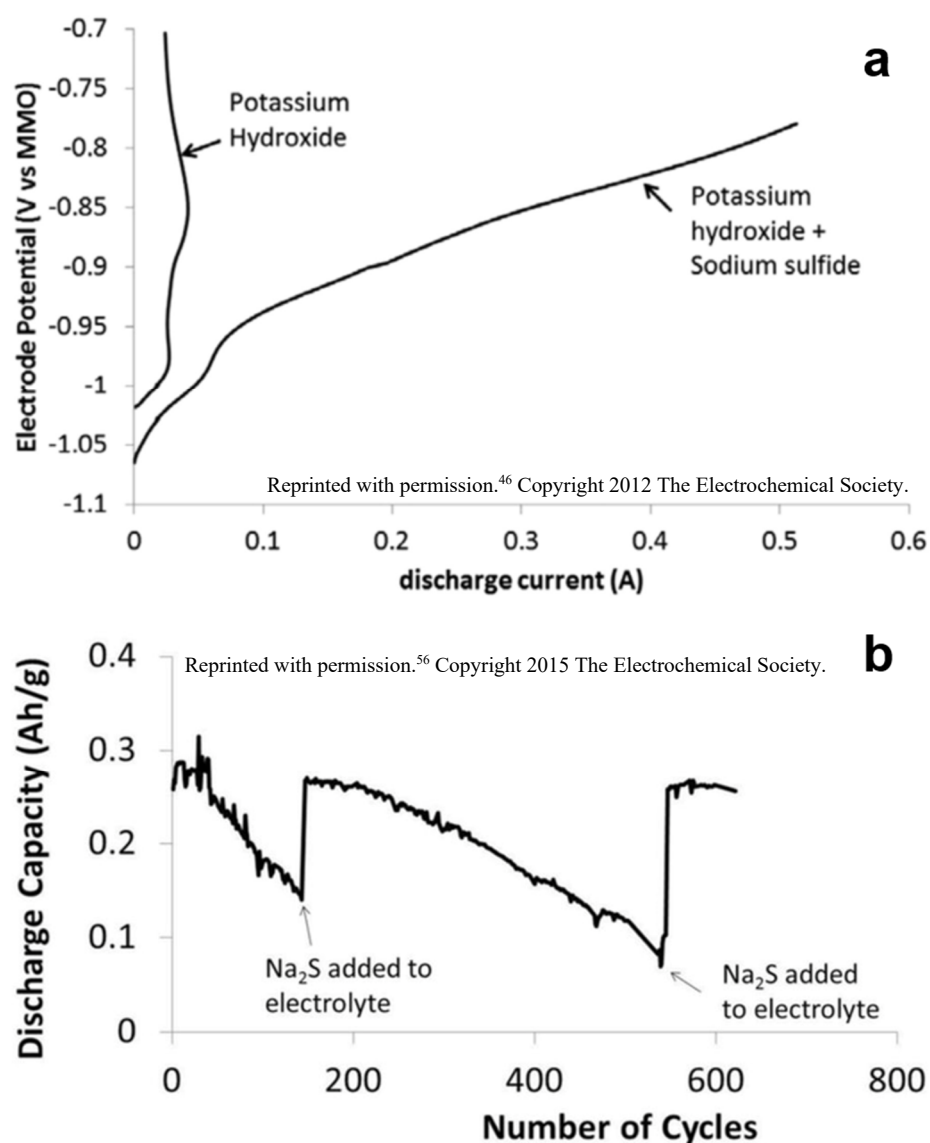 a
Electrode Potential (V vs MMO)
-0.7
-0.75
-0.8
-0.85
-0.9
-0.95
-1
-1.05
-1.1
Potassium
Hydroxide
Potassium
hydroxide +
Sodium sulfide
Reprinted with permission.⁴⁶ Copyright 2012 The Electrochemical Society.
0 0.1 0.2 0.3 0.4 0.5 0.6
discharge current (A)
b
Reprinted with permission.⁵⁶ Copyright 2015 The Electrochemical Society.
Discharge Capacity (Ah/g)
0.4
0.3
0.2
0.1
0
Na₂S added to
electrolyte
Na₂S added
to electrolyte
0 200 400 600 800
Number of Cycles